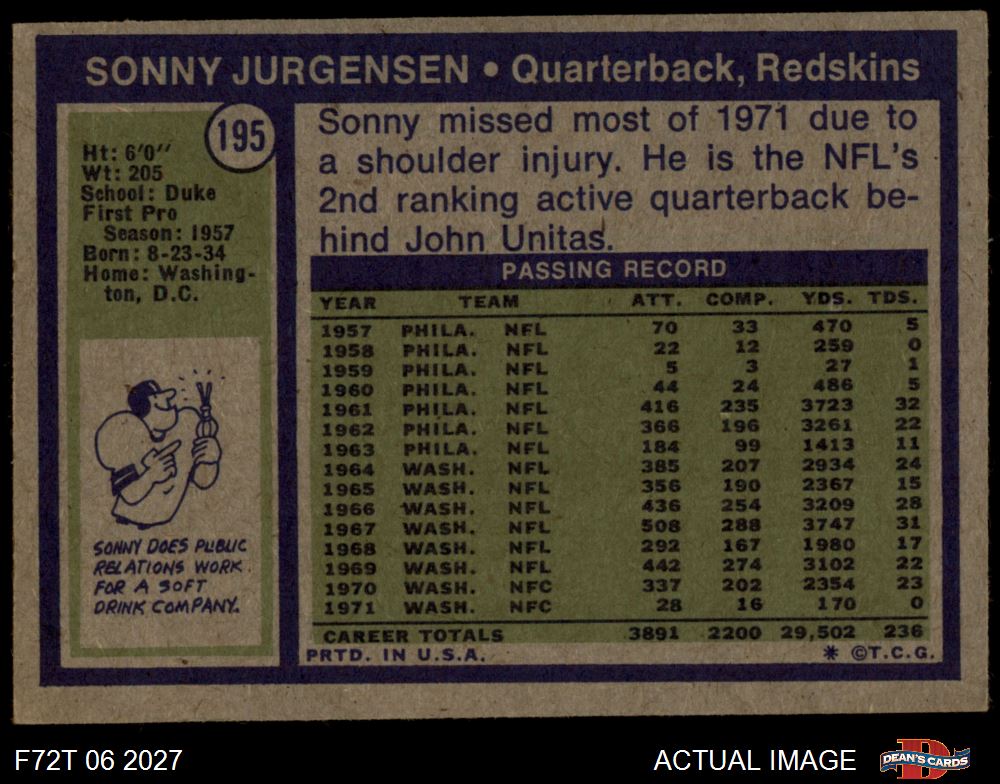 SONNY JURGENSEN • Quarterback, Redskins
195
Ht: 6'0''
Wt: 205
School: Duke
First Pro
Season: 1957
Born: 8-23-34
Home: Washing-
ton, D.C.
SONNY DOES PUBLIC
RELATIONS WORK
FOR A SOFT
DRINK COMPANY.
Sonny missed most of 1971 due to
a shoulder injury. He is the NFL's
2nd ranking active quarterback be-
hind John Unitas.
PASSING RECORD
YEAR TEAM ATT. COMP. YDS. TDS.
1957 PHILA. NFL 70 33 470 5
1958 PHILA. NFL 22 12 259 0
1959 PHILA. NFL 5 3 27 1
1960 PHILA. NFL 44 24 486 5
1961 PHILA. NFL 416 235 3723 32
1962 PHILA. NFL 366 196 3261 22
1963 PHILA. NFL 184 99 1413 11
1964 WASH. NFL 385 207 2934 24
1965 WASH. NFL 356 190 2367 15
1966 WASH. NFL 436 254 3209 28
1967 WASH. NFL 508 288 3747 31
1968 WASH. NFL 292 167 1980 17
1969 WASH. NFL 442 274 3102 22
1970 WASH. NFC 337 202 2354 23
1971 WASH. NFC 28 16 170 0
CAREER TOTALS 3891 2200 29,502 236
PRTD. IN U.S.A. * ©T.C.G.
F72T 06 2027
ACTUAL IMAGE
D
DEAN'S CARDS